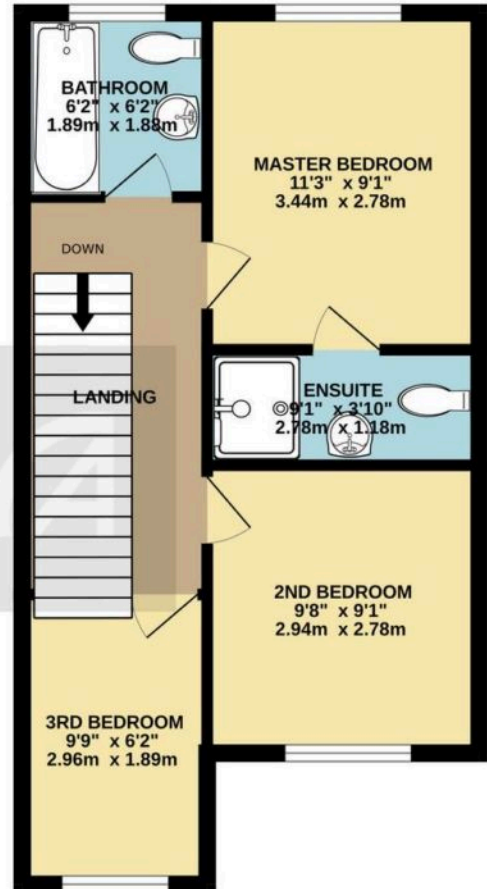 BATHROOM
6'2" x 6'2"
1.89m x 1.88m
MASTER BEDROOM
11'3" x 9'1"
3.44m x 2.78m
DOWN
LANDING
ENSUITE
9'1" x 3'10"
2.78m x 1.18m
2ND BEDROOM
9'8" x 9'1"
2.94m x 2.78m
3RD BEDROOM
9'9" x 6'2"
2.96m x 1.89m